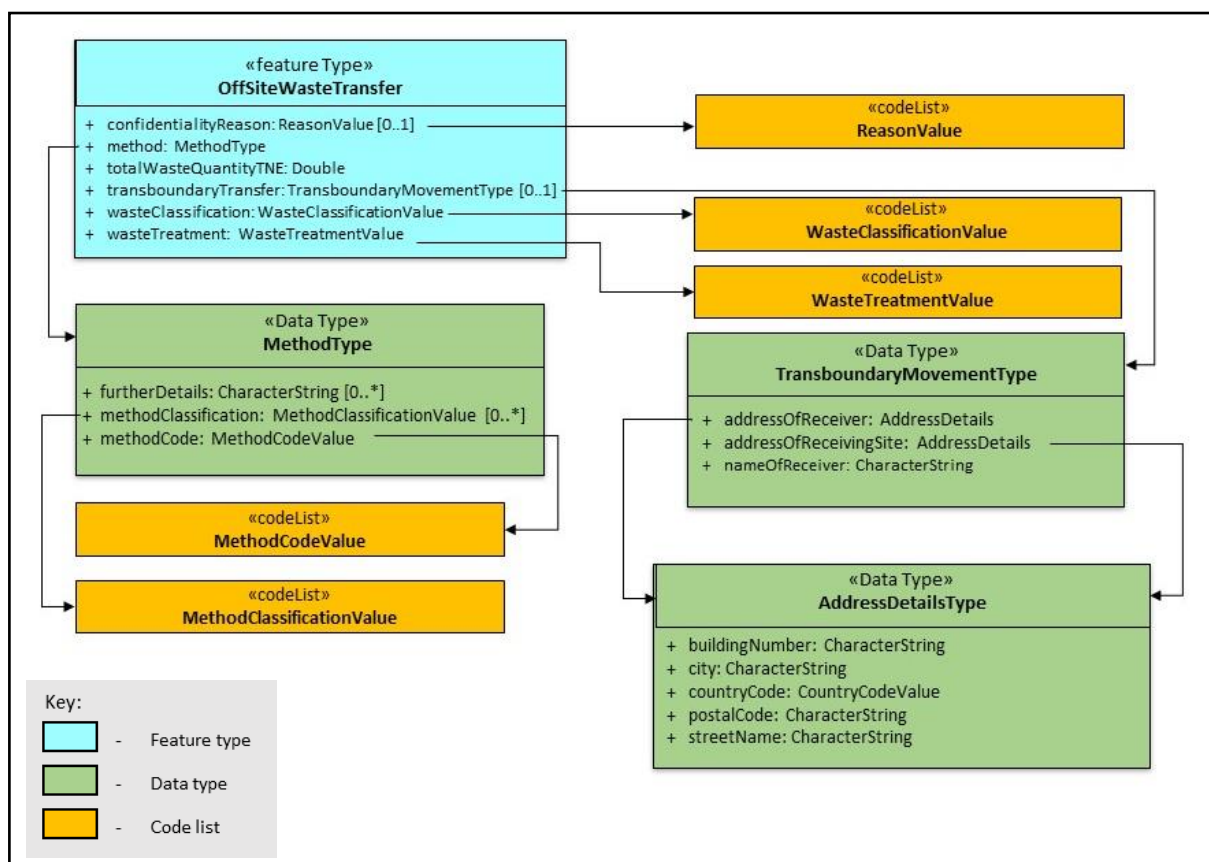 «feature Type»
OffSiteWasteTransfer
+ confidentialityReason: ReasonValue [0..1]
+ method: MethodType
+ totalWasteQuantityTNE: Double
+ transboundaryTransfer: TransboundaryMovementType [0..1]
+ wasteClassification: WasteClassificationValue
+ wasteTreatment: WasteTreatmentValue
«codeList»
ReasonValue
«codeList»
WasteClassificationValue
«codeList»
WasteTreatmentValue
«Data Type»
MethodType
+ furtherDetails: CharacterString [0..*]
+ methodClassification: MethodClassificationValue [0..*]
+ methodCode: MethodCodeValue
«Data Type»
TransboundaryMovementType
+ addressOfReceiver: AddressDetails
+ addressOfReceivingSite: AddressDetails
+ nameOfReceiver: CharacterString
«codeList»
MethodCodeValue
«codeList»
MethodClassificationValue
«Data Type»
AddressDetailsType
+ buildingNumber: CharacterString
+ city: CharacterString
+ countryCode: CountryCodeValue
+ postalCode: CharacterString
+ streetName: CharacterString
Key:
- Feature type
- Data type
- Code list